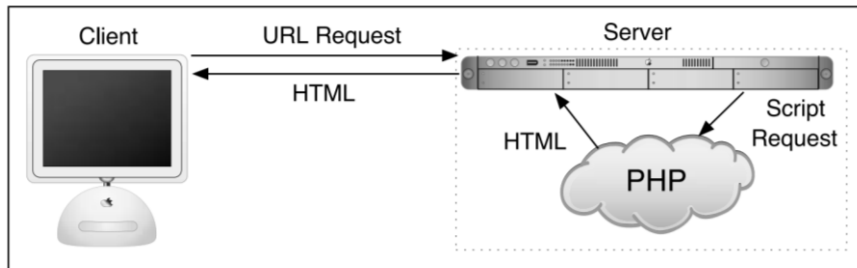 Client
URL Request
Server
HTML
HTML
Script
Request
PHP